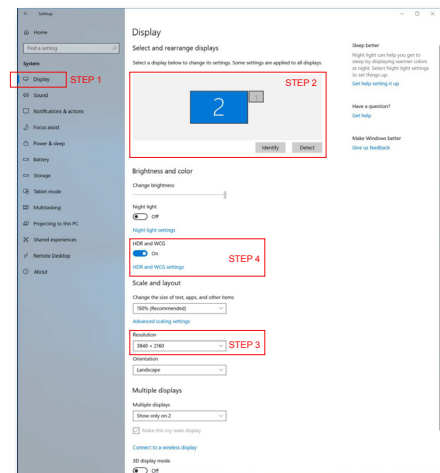 Settings
Home
Find a setting
System
Display
STEP 1
Sound
Notifications & actions
Focus assist
Power & sleep
Battery
Storage
Tablet mode
Multitasking
Projecting to this PC
Shared experiences
Remote Desktop
About
Display
Select and rearrange displays
Select a display below to change its settings. Some settings are applied to all displays.
STEP 2
2
1
Identify
Detect
Brightness and color
Change brightness
Night light
Off
Night light settings
HDR and WCG
On
STEP 4
HDR and WCG settings
Scale and layout
Change the size of text, apps, and other items
150% (Recommended)
Advanced scaling settings
Resolution
3840 × 2160
STEP 3
Orientation
Landscape
Multiple displays
Multiple displays
Show only on 2
Make this my main display
Connect to a wireless display
3D display mode
Off
Sleep better
Night light can help you get to
sleep by displaying warmer colors
at night. Select Night light settings
to set things up.
Get help setting it up
Have a question?
Get help
Make Windows better
Give us feedback